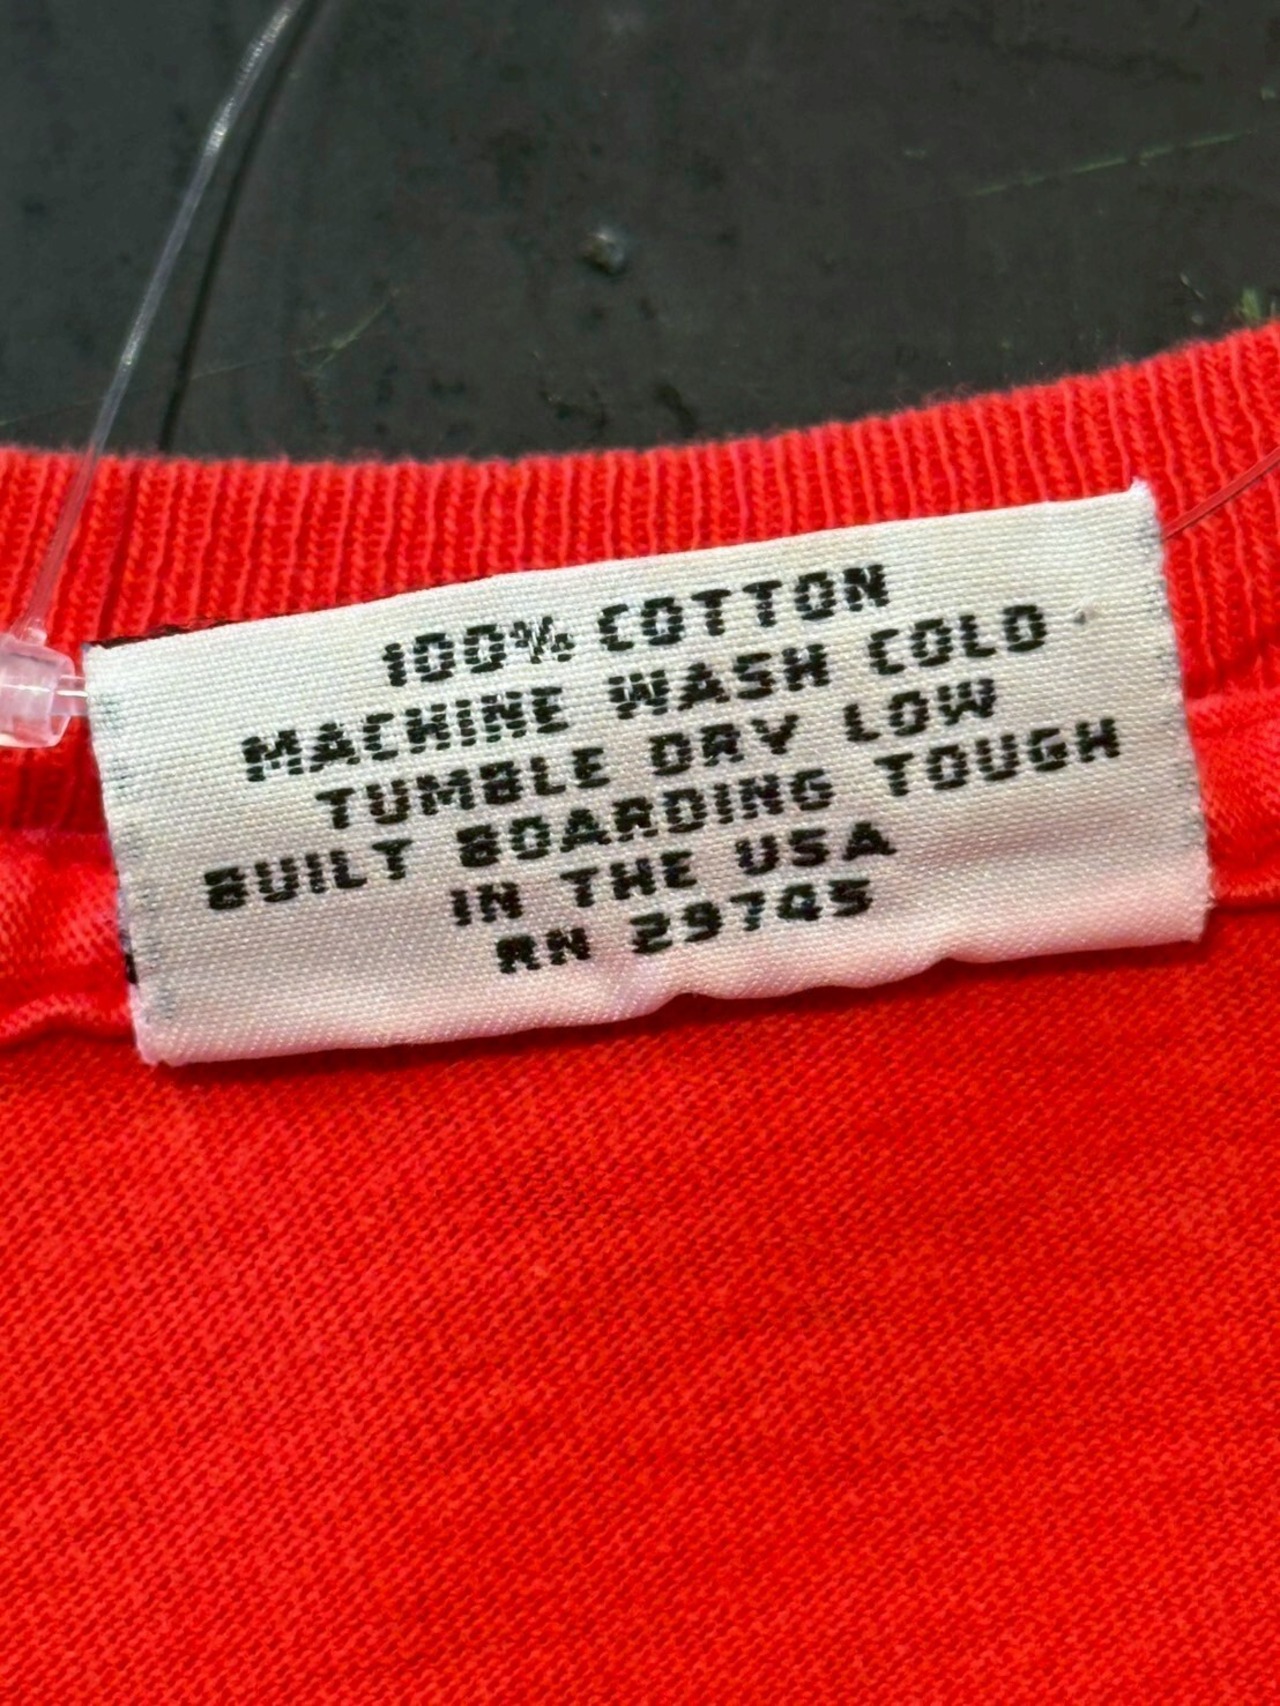 100% COTTON
MACHINE WASH COLD
TUMBLE DRY LOW
BUILT BOARDING TOUGH
IN THE USA
RN 29745